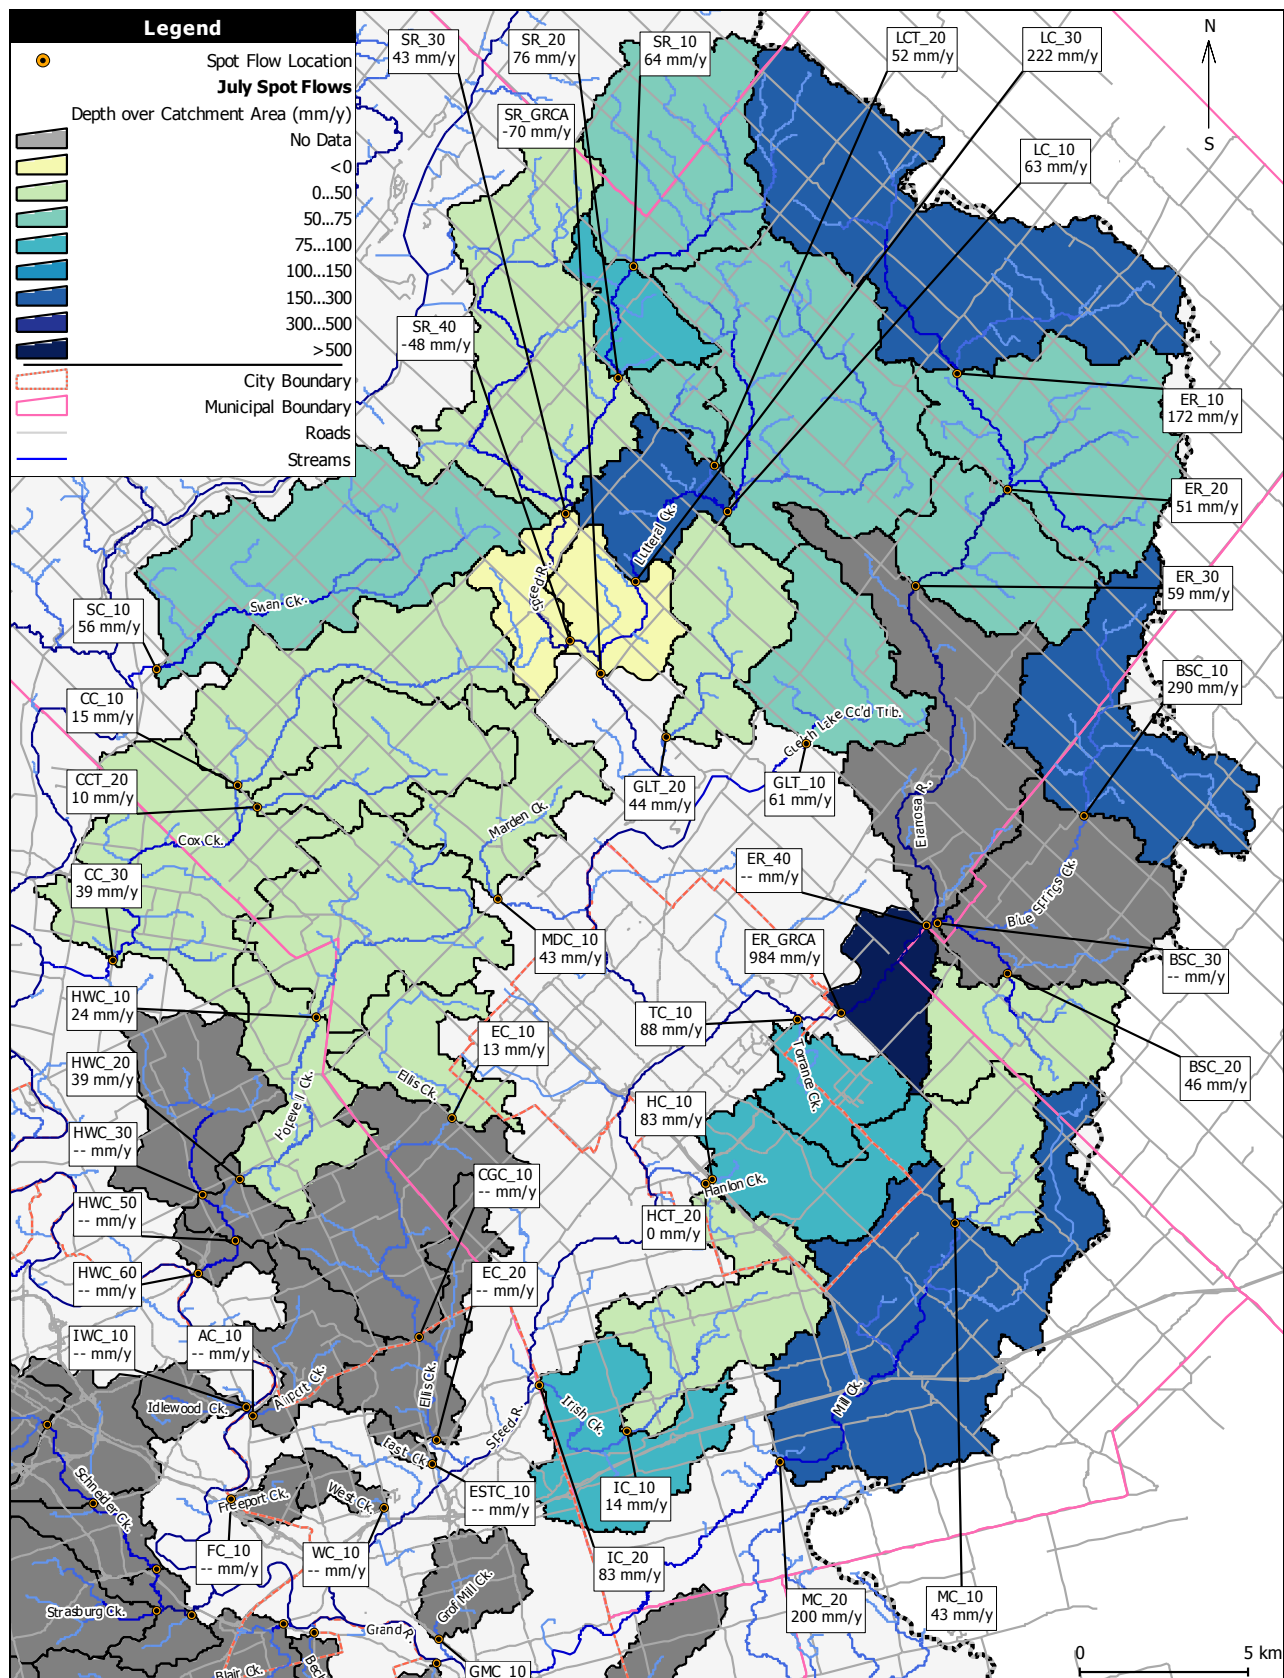 Legend
Spot Flow Location
July Spot Flows
Depth over Catchment Area (mm/y)
No Data
<0
0...50
50...75
75...100
100...150
150...300
300...500
>500
City Boundary
Municipal Boundary
Roads
Streams
SR_30
43 mm/y
SR_20
76 mm/y
SR_10
64 mm/y
LCT_20
52 mm/y
LC_30
222 mm/y
N
S
SR_GRCA
-70 mm/y
LC_10
63 mm/y
SR_40
-48 mm/y
ER_10
172 mm/y
ER_20
51 mm/y
Lutteral Ck.
Speed R.
ER_30
59 mm/y
Swan Ck.
SC_10
56 mm/y
BSC_10
290 mm/y
CC_10
15 mm/y
CCT_20
10 mm/y
GLT_20
44 mm/y
GLT_10
61 mm/y
Eramosa R.
Marden Ck.
Cox Ck.
CC_30
39 mm/y
ER_40
-- mm/y
Blue Springs Ck.
MDC_10
43 mm/y
ER_GRCA
984 mm/y
BSC_30
-- mm/y
HWC_10
24 mm/y
TC_10
88 mm/y
EC_10
13 mm/y
HWC_20
39 mm/y
BSC_20
46 mm/y
Torrance Ck.
Ellis Ck.
Hopewell Ck.
HC_10
83 mm/y
HWC_30
-- mm/y
CGC_10
-- mm/y
Hanlon Ck.
HWC_50
-- mm/y
HCT_20
0 mm/y
HWC_60
-- mm/y
EC_20
-- mm/y
IWC_10
-- mm/y
AC_10
-- mm/y
Airport Ck.
Idlewood Ck.
Ellis Ck.
Speed R.
Irish Ck.
Mill Ck.
East Ck.
Schneider Ck.
Freeport Ck.
West Ck.
ESTC_10
-- mm/y
IC_10
14 mm/y
FC_10
-- mm/y
WC_10
-- mm/y
IC_20
83 mm/y
MC_20
200 mm/y
MC_10
43 mm/y
Grof Mill Ck.
Strasburg Ck.
Grand R.
Blair Ck.
GMC_10
0
5 km